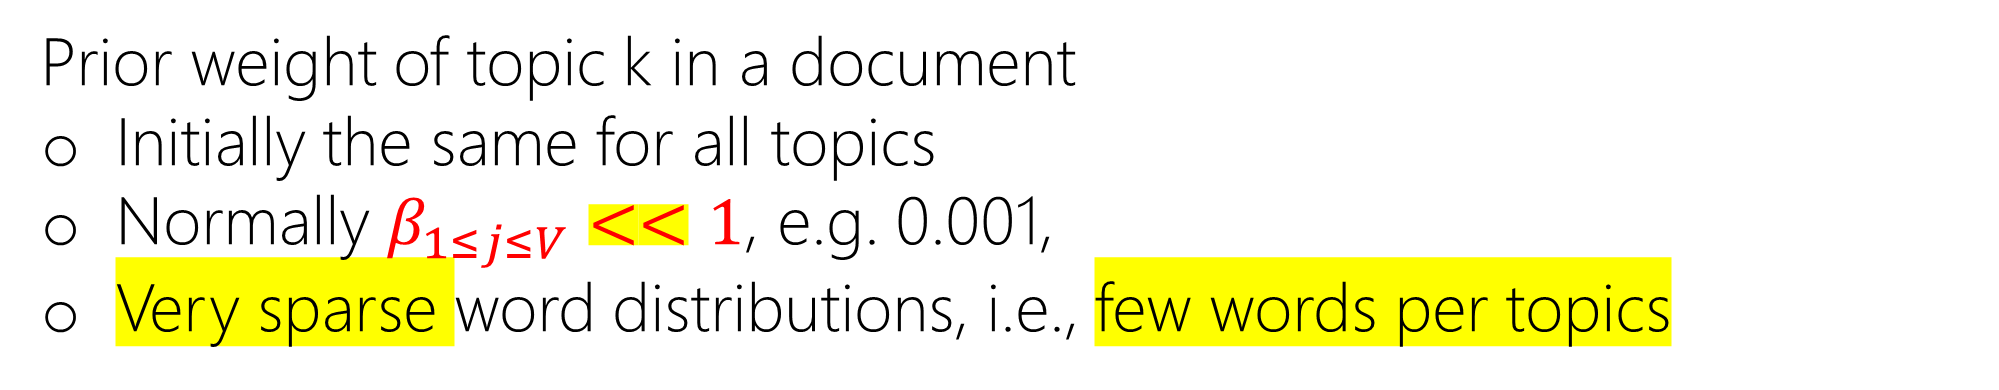 Prior weight of topic k in a document
o Initially the same for all topics
o Normally β₁≤ⱼ≤V << 1, e.g. 0.001,
o Very sparse word distributions, i.e., few words per topics